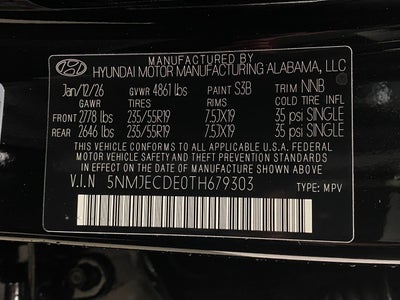 MANUFACTURED BY
HYUNDAI MOTOR MANUFACTURING ALABAMA, LLC
Jan/12/26 GVWR 4861 lbs PAINT S3B TRIM NNB
GAWR TIRES RIMS COLD TIRE INFL
FRONT 2778 lbs 235/55R19 7.5JX19 35 psi SINGLE
REAR 2646 lbs 235/55R19 7.5JX19 35 psi SINGLE
THIS VEHICLE CONFORMS TO ALL APPLICABLE U.S. FEDERAL
MOTOR VEHICLE SAFETY AND THEFT PREVENTION STANDARDS
IN EFFECT ON THE DATE OF MANUFACTURE SHOWN ABOVE.
V.I.N 5NMJECDE0TH679303 TYPE: MPV